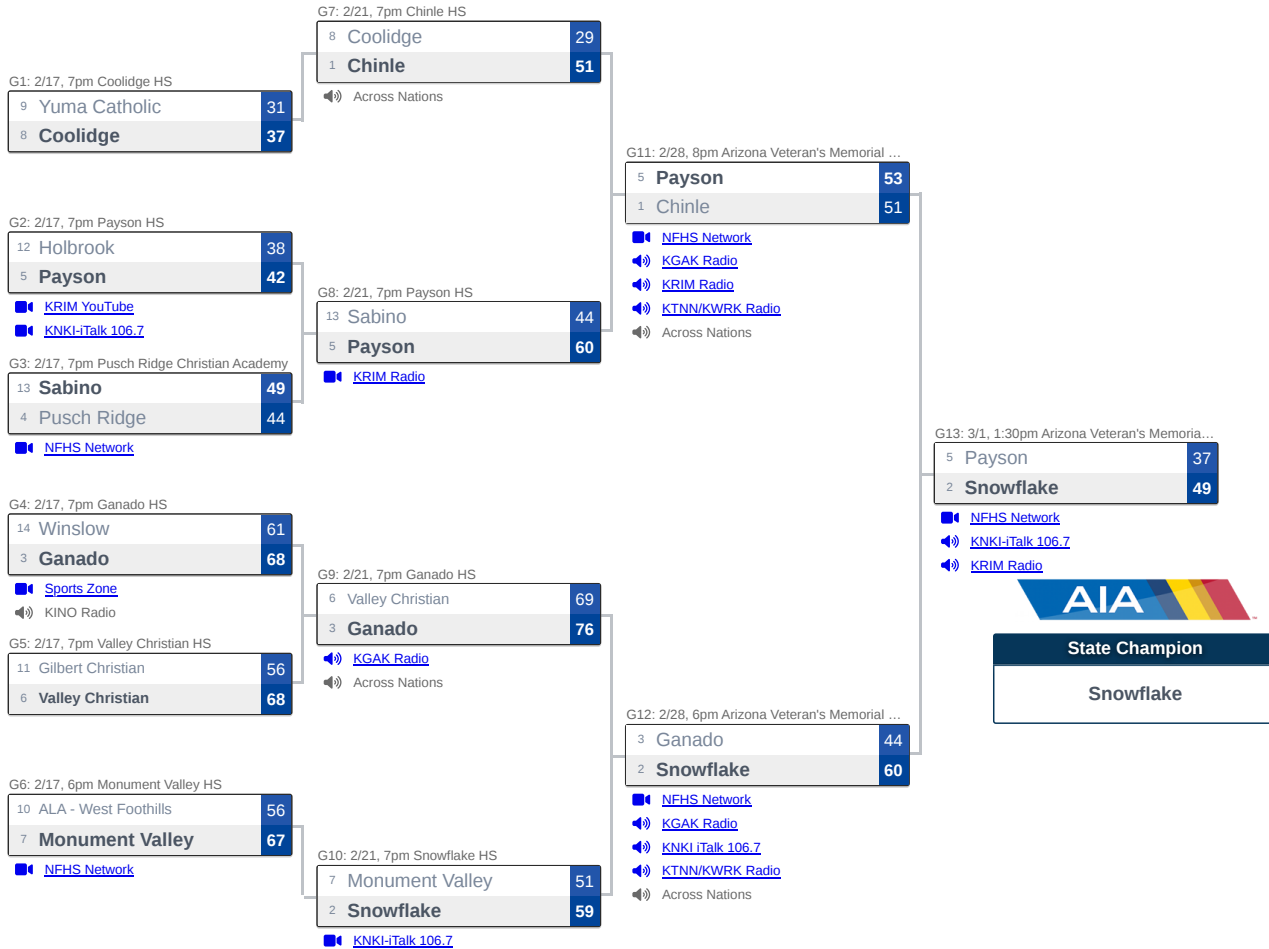 G1: 2/17, 7pm Coolidge HS
9 Yuma Catholic 31
8 Coolidge 37
G2: 2/17, 7pm Payson HS
12 Holbrook 38
5 Payson 42
KRIM YouTube
KNKI-iTalk 106.7
G3: 2/17, 7pm Pusch Ridge Christian Academy
13 Sabino 49
4 Pusch Ridge 44
NFHS Network
G4: 2/17, 7pm Ganado HS
14 Winslow 61
3 Ganado 68
Sports Zone
KINO Radio
G5: 2/17, 7pm Valley Christian HS
11 Gilbert Christian 56
6 Valley Christian 68
G6: 2/17, 6pm Monument Valley HS
10 ALA - West Foothills 56
7 Monument Valley 67
NFHS Network
G7: 2/21, 7pm Chinle HS
8 Coolidge 29
1 Chinle 51
Across Nations
G8: 2/21, 7pm Payson HS
13 Sabino 44
5 Payson 60
KRIM Radio
G9: 2/21, 7pm Ganado HS
6 Valley Christian 69
3 Ganado 76
KGAK Radio
Across Nations
G10: 2/21, 7pm Snowflake HS
7 Monument Valley 51
2 Snowflake 59
KNKI-iTalk 106.7
G11: 2/28, 8pm Arizona Veteran's Memorial ...
5 Payson 53
1 Chinle 51
NFHS Network
KGAK Radio
KRIM Radio
KTNN/KWRK Radio
Across Nations
G12: 2/28, 6pm Arizona Veteran's Memorial ...
3 Ganado 44
2 Snowflake 60
NFHS Network
KGAK Radio
KNKI iTalk 106.7
KTNN/KWRK Radio
Across Nations
G13: 3/1, 1:30pm Arizona Veteran's Memoria...
5 Payson 37
2 Snowflake 49
NFHS Network
KNKI-iTalk 106.7
KRIM Radio
AIA
State Champion
Snowflake